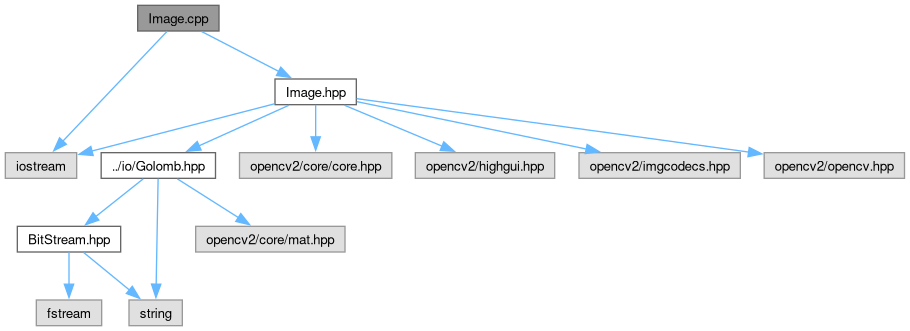 Image.cpp
Image.hpp
iostream
../io/Golomb.hpp
opencv2/core/core.hpp
opencv2/highgui.hpp
opencv2/imgcodecs.hpp
opencv2/opencv.hpp
BitStream.hpp
opencv2/core/mat.hpp
fstream
string